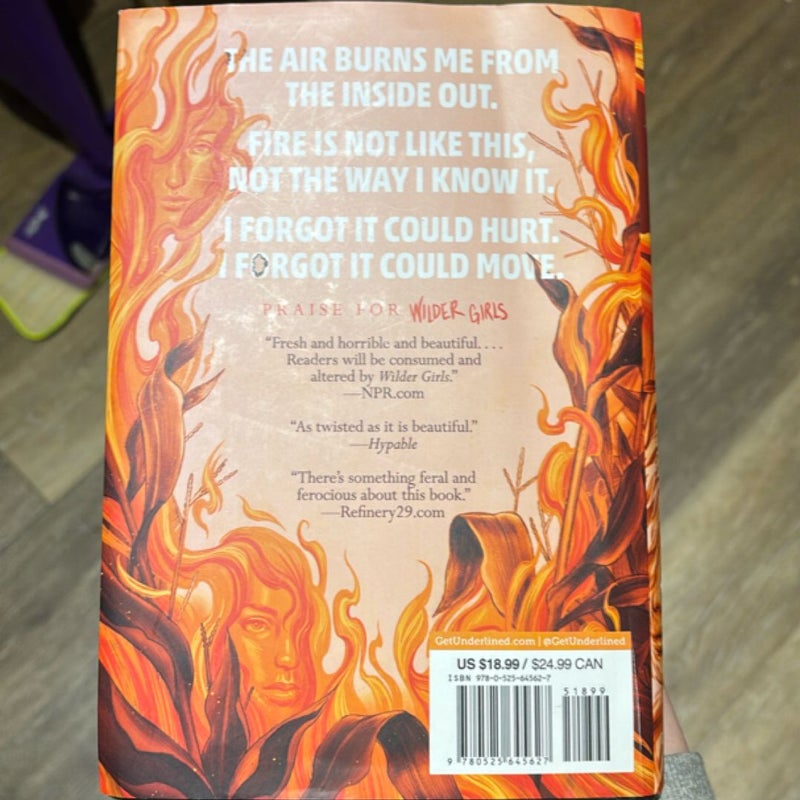 THE AIR BURNS ME FROM
THE INSIDE OUT.
FIRE IS NOT LIKE THIS,
NOT THE WAY I KNOW IT.
I FORGOT IT COULD HURT.
I FORGOT IT COULD MOVE.
PRAISE FOR WILDER GIRLS
“Fresh and horrible and beautiful. . . .
Readers will be consumed and
altered by Wilder Girls.”
—NPR.com
“As twisted as it is beautiful.”
—Hypable
“There’s something feral and
ferocious about this book.”
—Refinery29.com
GetUnderlined.com | @GetUnderlined
US $18.99 / $24.99 CAN
ISBN 978-0-525-64562-7
51899
9 780525 645627